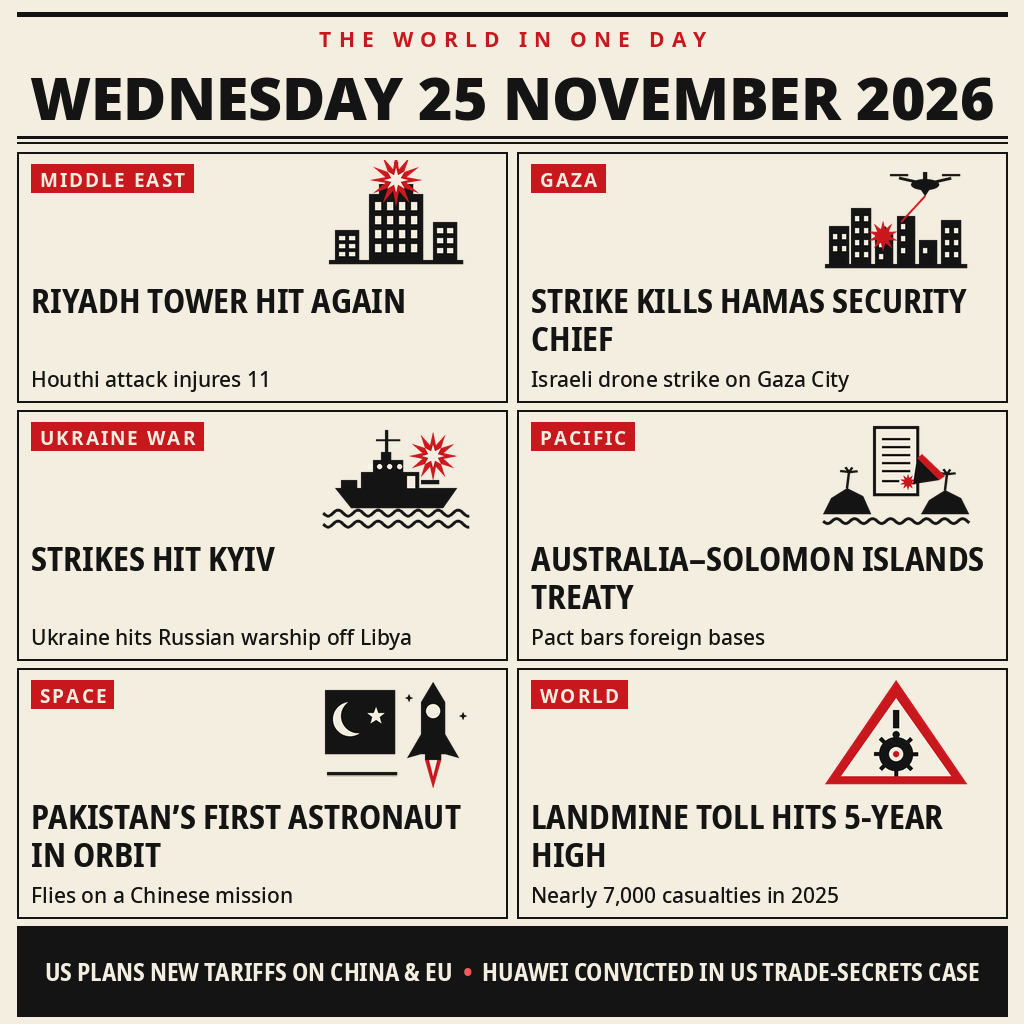 THE WORLD IN ONE DAY
WEDNESDAY 25 NOVEMBER 2026
MIDDLE EAST
RIYADH TOWER HIT AGAIN
Houthi attack injures 11
GAZA
STRIKE KILLS HAMAS SECURITY
CHIEF
Israeli drone strike on Gaza City
UKRAINE WAR
STRIKES HIT KYIV
Ukraine hits Russian warship off Libya
PACIFIC
AUSTRALIA–SOLOMON ISLANDS
TREATY
Pact bars foreign bases
SPACE
PAKISTAN’S FIRST ASTRONAUT
IN ORBIT
Flies on a Chinese mission
WORLD
LANDMINE TOLL HITS 5-YEAR
HIGH
Nearly 7,000 casualties in 2025
US PLANS NEW TARIFFS ON CHINA & EU • HUAWEI CONVICTED IN US TRADE-SECRETS CASE